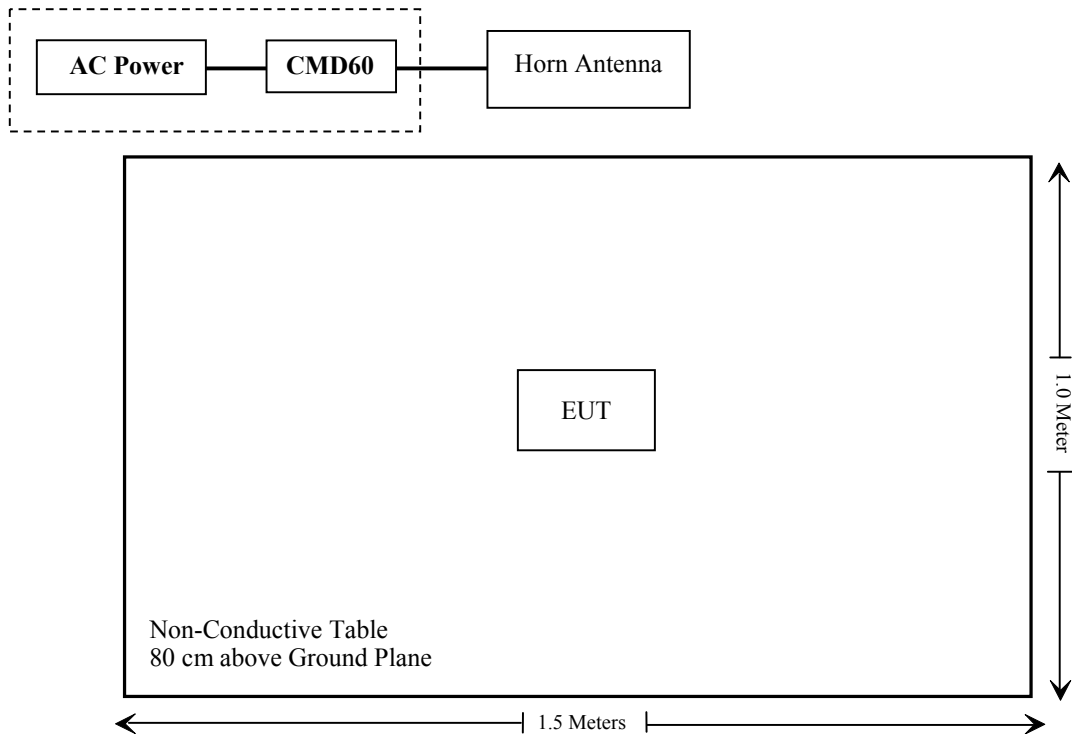 AC Power
CMD60
Horn Antenna
EUT
1.0 Meter
Non-Conductive Table
80 cm above Ground Plane
1.5 Meters